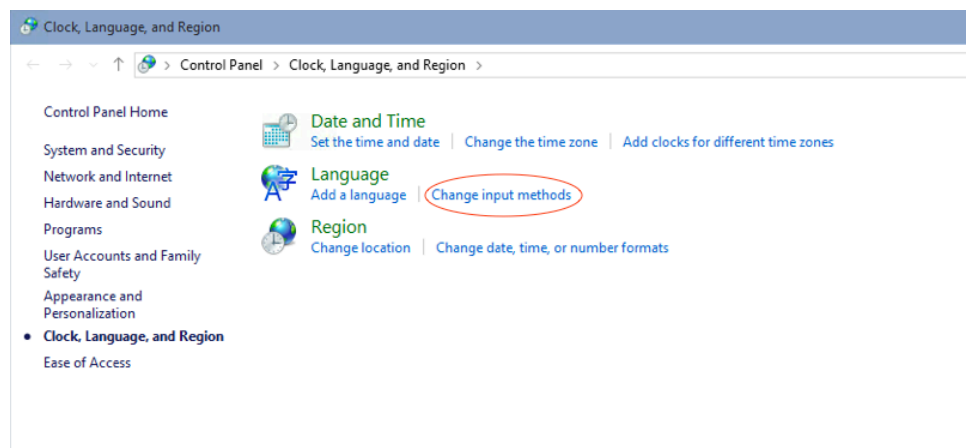 Clock, Language, and Region
Control Panel > Clock, Language, and Region >
Control Panel Home
System and Security
Network and Internet
Hardware and Sound
Programs
User Accounts and Family
Safety
Appearance and
Personalization
Clock, Language, and Region
Ease of Access
Date and Time
Set the time and date | Change the time zone | Add clocks for different time zones
Language
Add a language | Change input methods
Region
Change location | Change date, time, or number formats